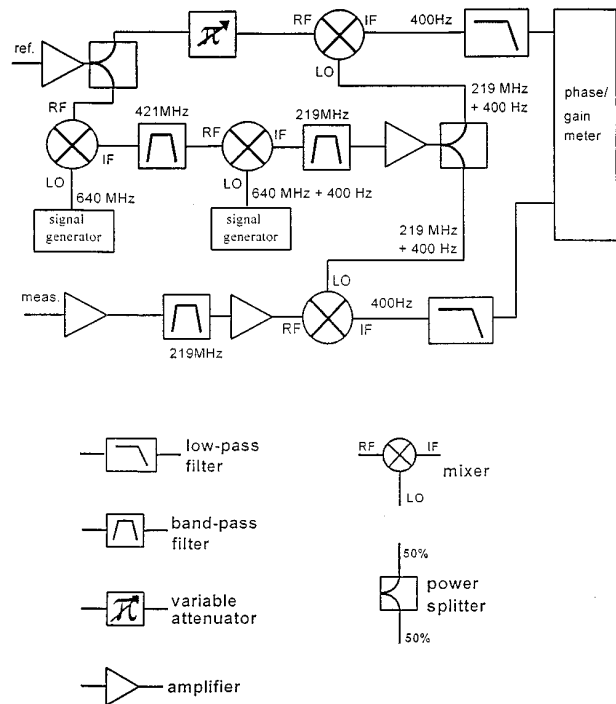 ref.
RF
IF
400Hz
LO
219 MHz
+ 400 Hz
phase/
gain
meter
RF
421MHz
RF
IF
219MHz
IF
LO
640 MHz
LO
640 MHz + 400 Hz
signal
generator
signal
generator
219 MHz
+ 400 Hz
LO
meas.
219MHz
RF
IF
400Hz
low-pass
filter
RF
IF
mixer
LO
band-pass
filter
50%
power
splitter
50%
π
variable
attenuator
π
amplifier